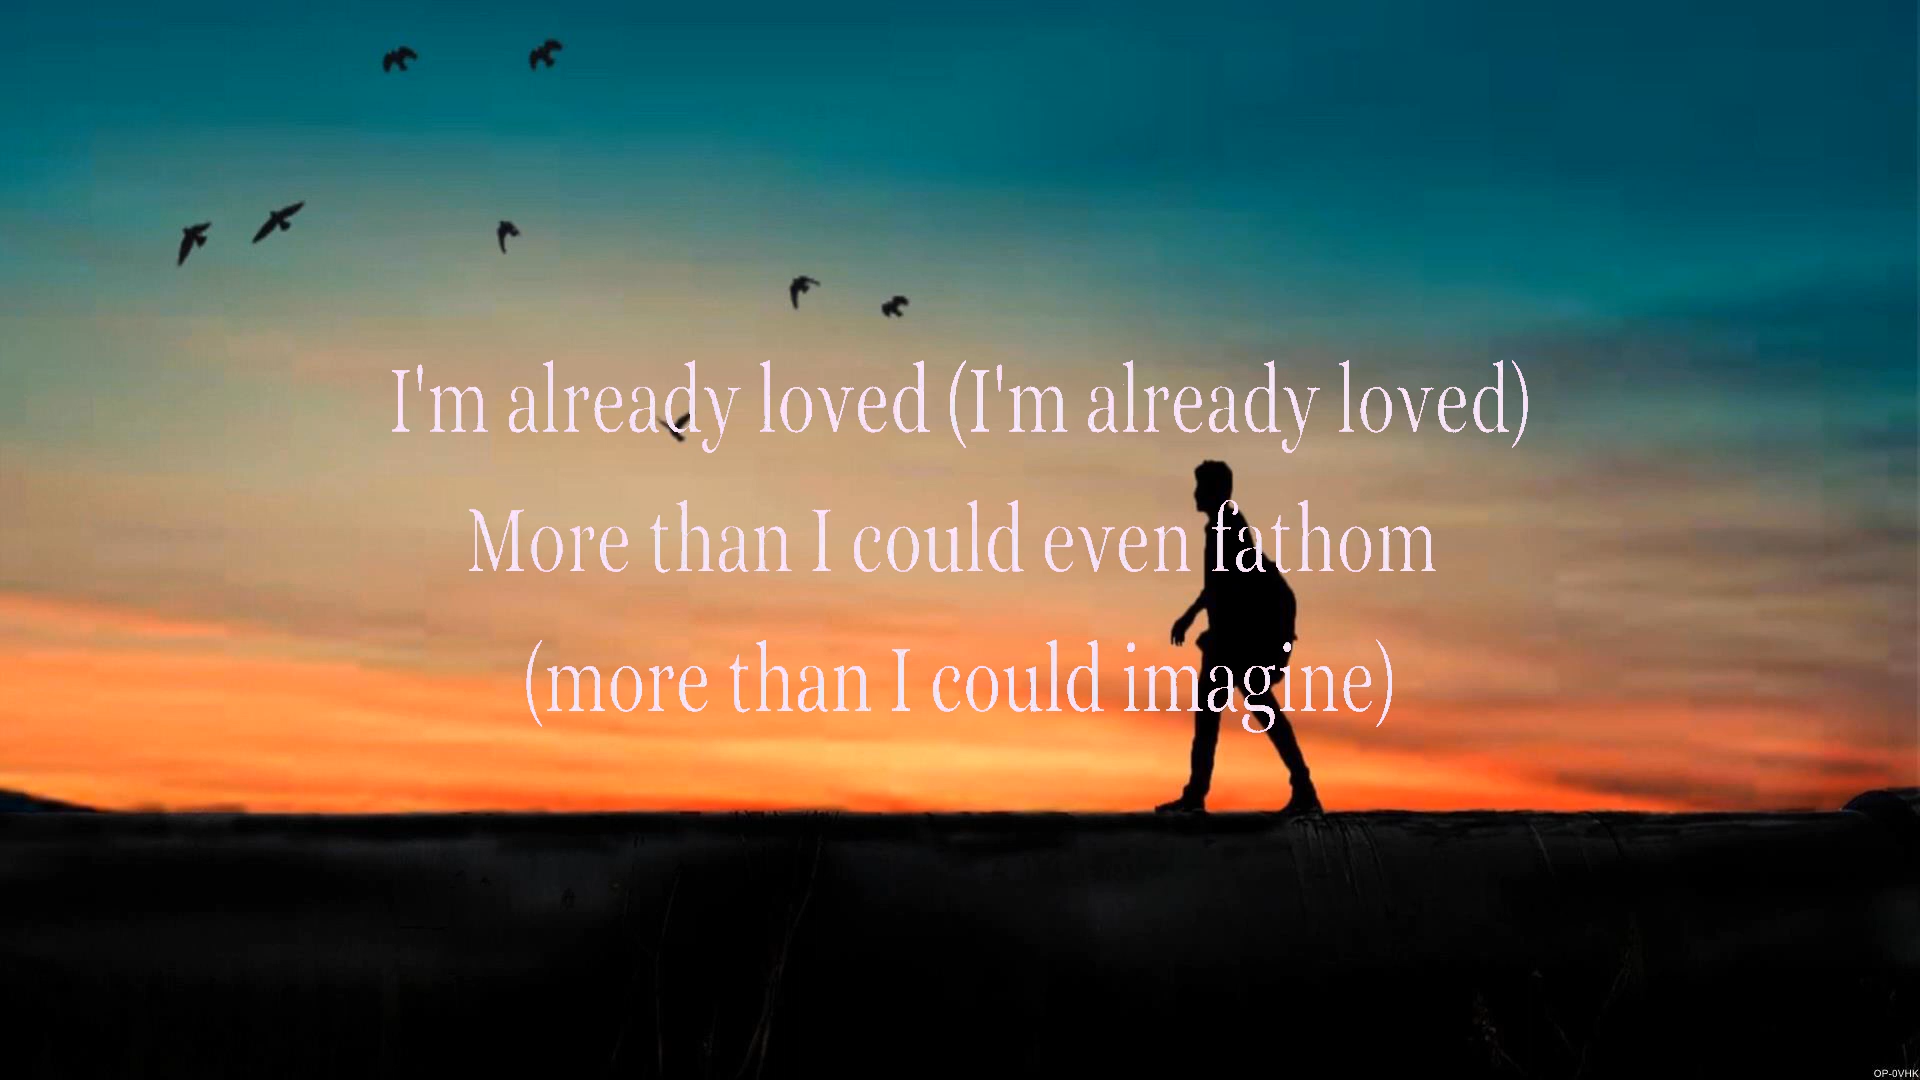 I'm already loved (I'm already loved)
More than I could even fathom
(more than I could imagine)
OP-0VHK